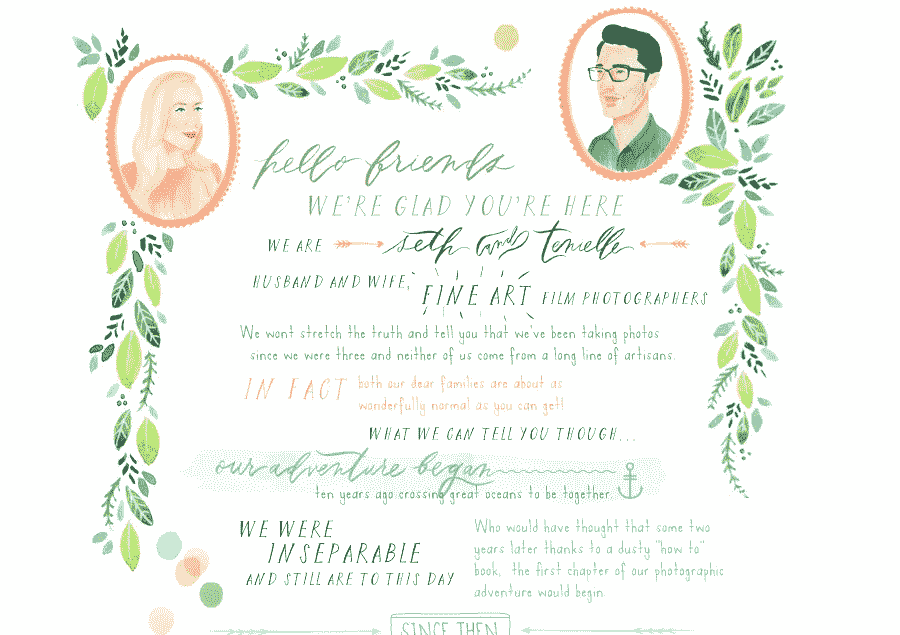 hello friends
WE'RE GLAD YOU'RE HERE
WE ARE seth and Tenielle
HUSBAND AND WIFE, FINE ART FILM PHOTOGRAPHERS
We wont stretch the truth and tell you that we've been taking photos
since we were three and neither of us come from a long line of artisans.
IN FACT both our dear families are about as
wonderfully normal as you can get!
WHAT WE CAN TELL YOU THOUGH...
our adventure began
ten years ago crossing great oceans to be together.
WE WERE
INSEPARABLE
AND STILL ARE TO THIS DAY
Who would have thought that some two
years later thanks to a dusty "how to"
book, the first chapter of our photographic
adventure would begin.
SINCE THEN